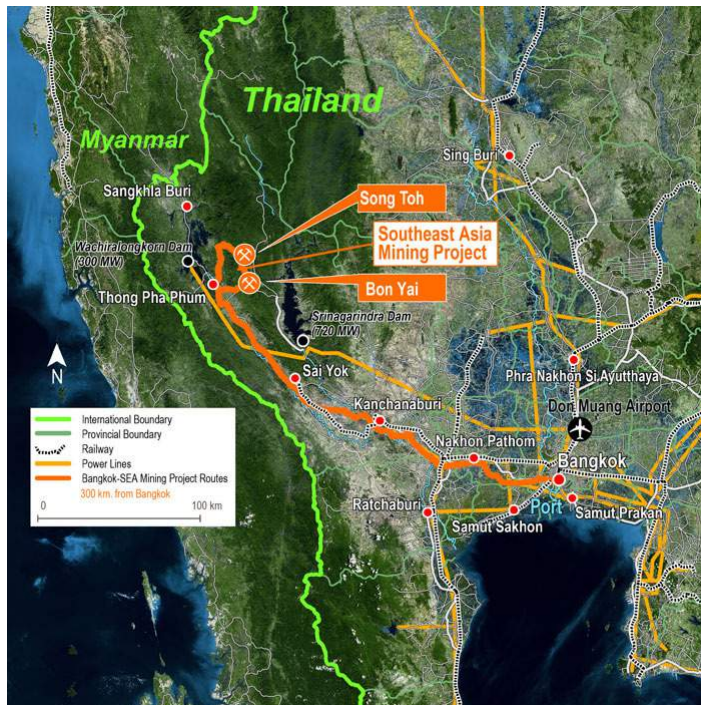 Thailand
Myanmar
Sing Buri
Sangkhla Buri
Song Toh
Southeast Asia
Mining Project
Wachiralongkorn Dam
(300 MW)
Thong Pha Phum
Bon Yai
Srinagarindra Dam
(720 MW)
N
Sai Yok
Phra Nakhon Si Ayutthaya
Kanchanaburi
Don Muang Airport
Nakhon Pathom
Bangkok
Ratchaburi
Port
Samut Prakan
Samut Sakhon
International Boundary
Provincial Boundary
Railway
Power Lines
Bangkok-SEA Mining Project Routes
300 km. from Bangkok
0 100 km